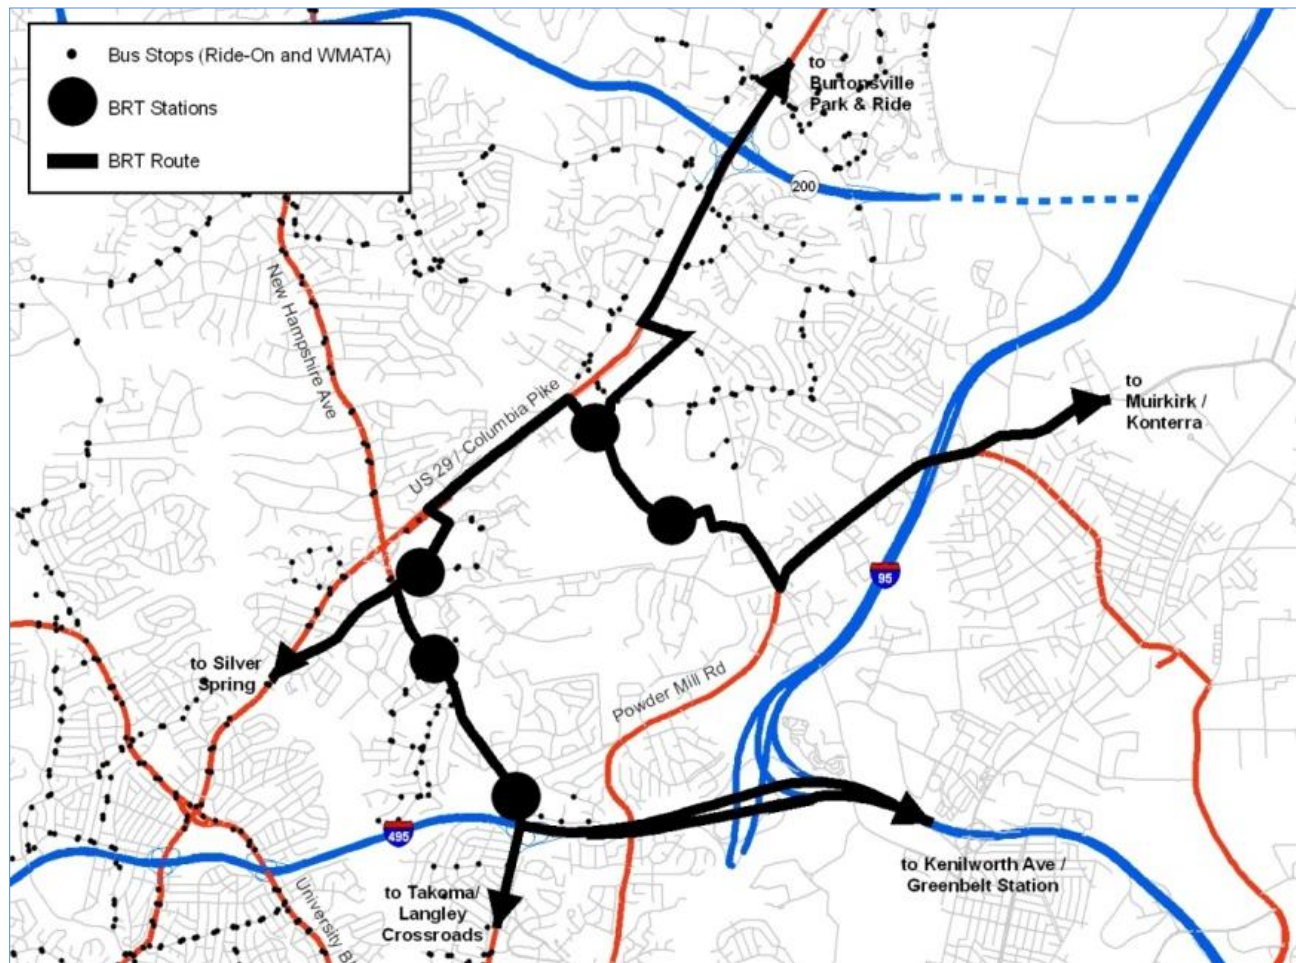 Bus Stops (Ride-On and WMATA)
BRT Stations
BRT Route
to
Burtonsville
Park & Ride
200
New Hampshire Ave
US 29 / Columbia Pike
to
Muirkirk /
Konterra
95
to Silver
Spring
Powder Mill Rd
495
to Takoma/
Langley
Crossroads
University B
to Kenilworth Ave /
Greenbelt Station